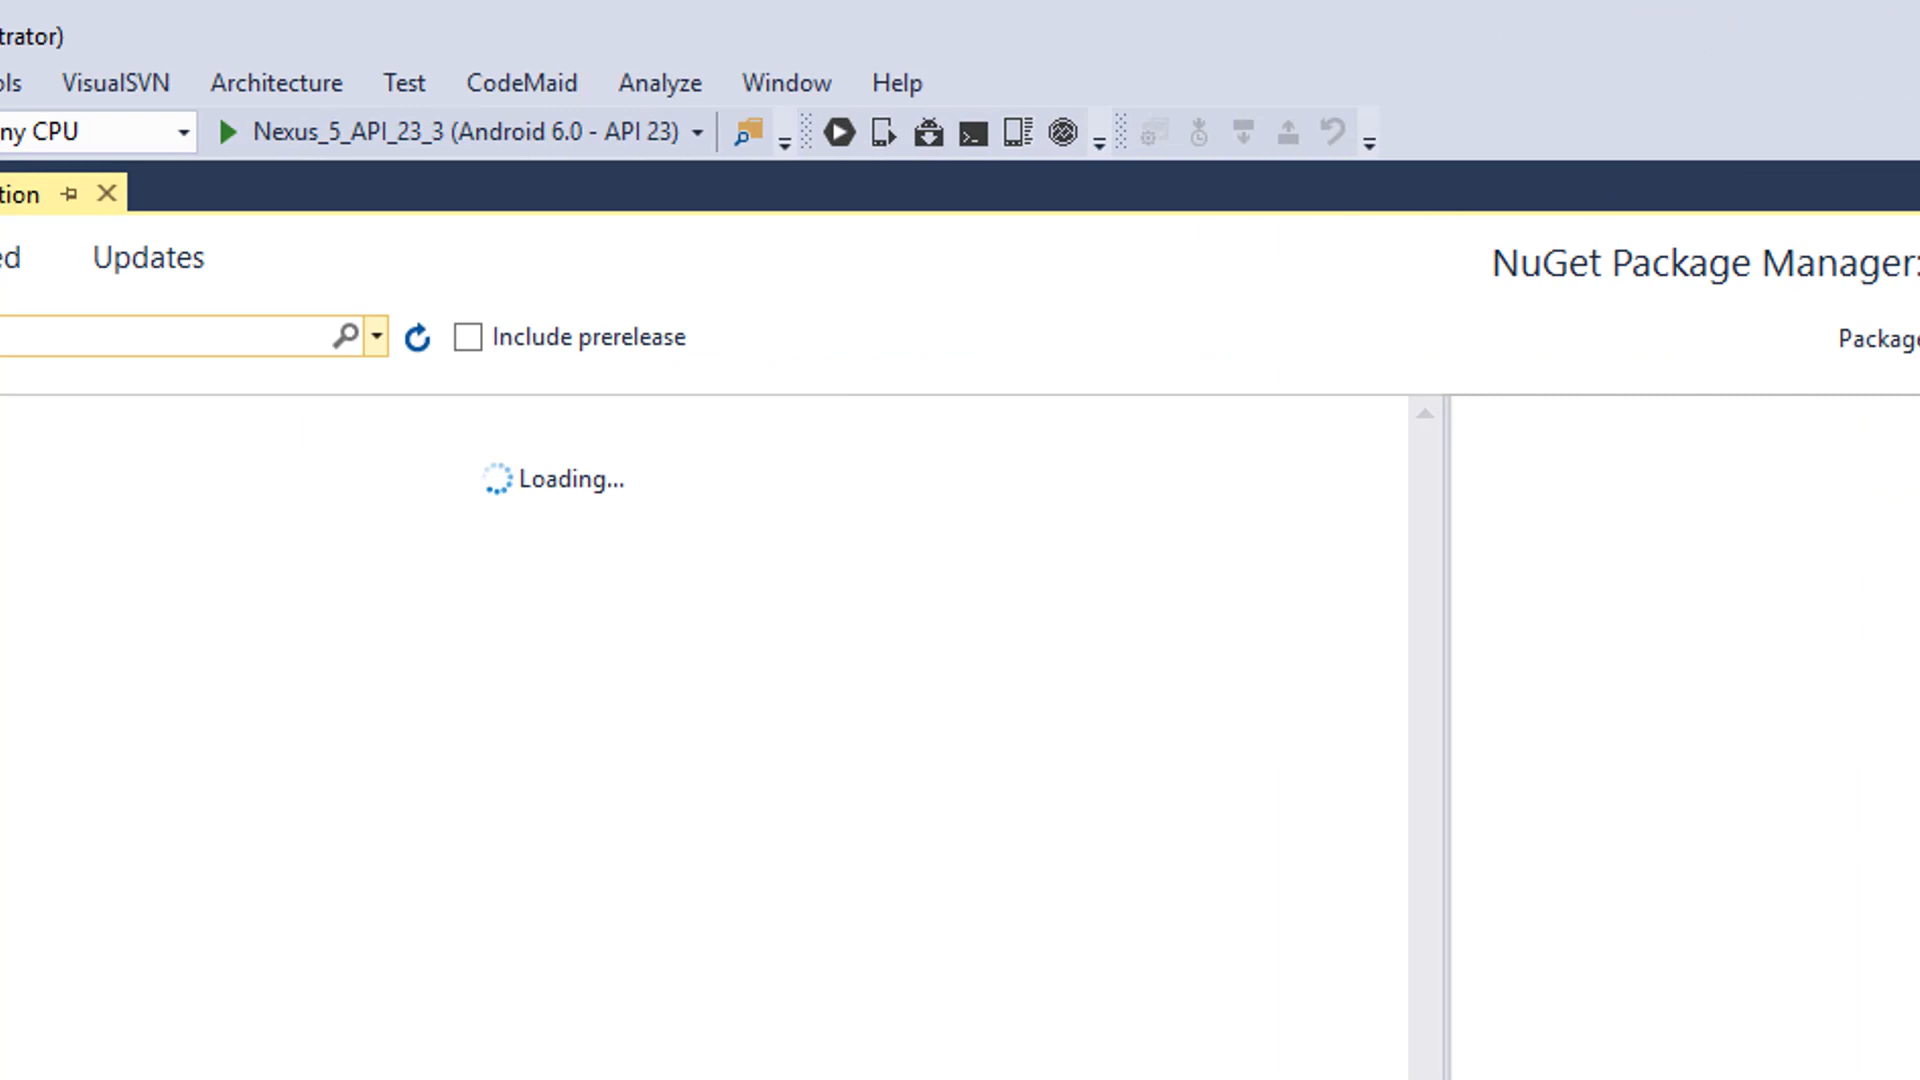 trator)
ols VisualSVN Architecture Test CodeMaid Analyze Window Help
ny CPU Nexus_5_API_23_3 (Android 6.0 - API 23)
tion
ed Updates NuGet Package Manager:
Include prerelease Package
Loading...